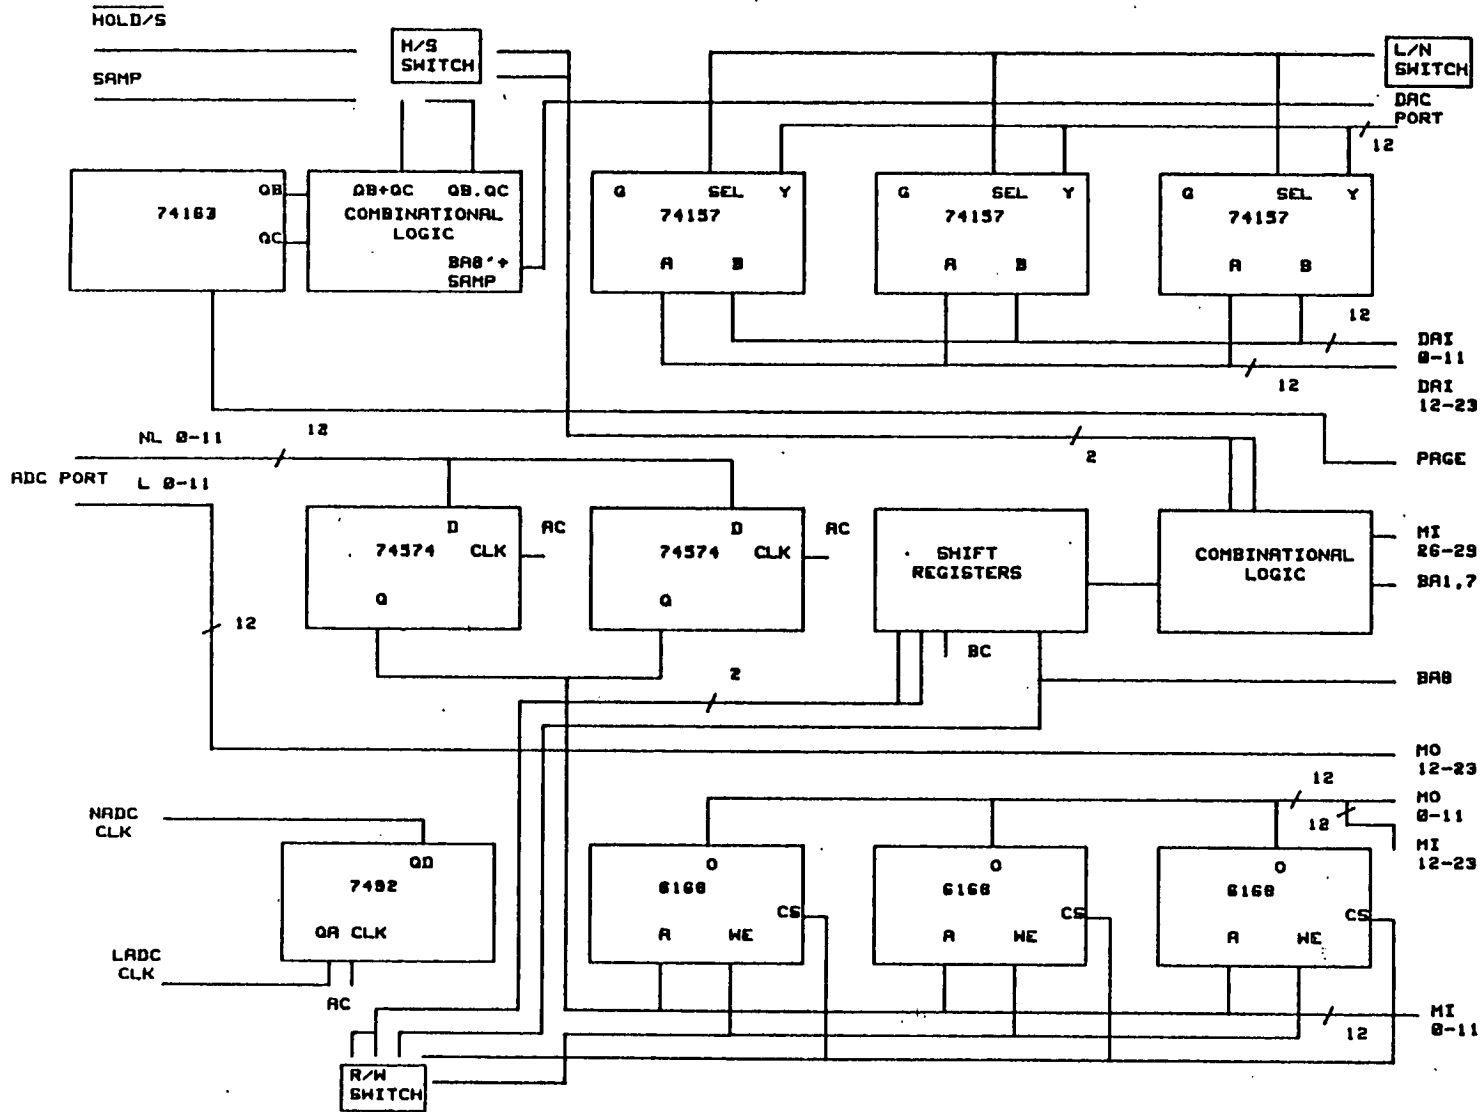 HOLD/S
H/S
SWITCH
L/N
SWITCH
SAMP
DAC
PORT
12
QB
QC
74163
QB+QC QB.QC
COMBINATIONAL
LOGIC
BA8'+
SAMP
G SEL Y
74157
A B
G SEL Y
74157
A B
G SEL Y
74157
A B
12
DAI
0-11
12
DAI
12-23
NL 0-11
12
2
PAGE
ADC PORT
L 0-11
D
74574 CLK
Q
AC
D
74574 CLK
Q
AC
SHIFT
REGISTERS
COMBINATIONAL
LOGIC
MI
26-29
BA1,7
12
BC
2
BA8
MO
12-23
12
MO
0-11
12
MI
12-23
NADC
CLK
QD
7492
QA CLK
O
6168
CS
A WE
O
6168
CS
A WE
O
6168
CS
A WE
LADC
CLK
AC
MI
0-11
12
R/W
SWITCH